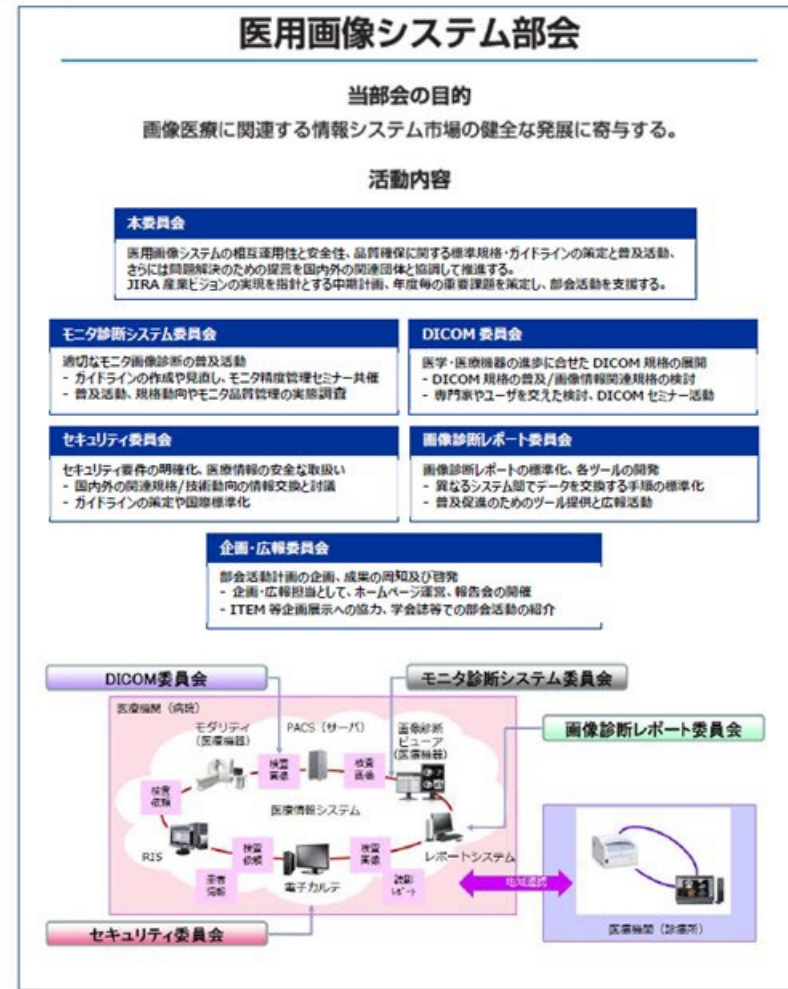 医用画像システム部会
当部会の目的
画像医療に関連する情報システム市場の健全な発展に寄与する。
活動内容
本委員会
医用画像システムの相互運用性と安全性、品質確保に関する標準規格・ガイドラインの策定と普及活動、
さらには問題解決のための提言を国内外の関連団体と協調して推進する。
JIRA 産業ビジョンの実現を指針とする中期計画、年度毎の重要課題を策定し、部会活動を支援する。
モニタ診断システム委員会
適切なモニタ画像診断の普及活動
- ガイドラインの作成や見直し、モニタ精度管理セミナー共催
- 普及活動、規格動向やモニタ品質管理の実態調査
DICOM 委員会
医学・医療機器の進歩に合せた DICOM 規格の展開
- DICOM 規格の普及/画像情報関連規格の検討
- 専門家やユーザを交えた検討、DICOM セミナー活動
セキュリティ委員会
セキュリティ要件の明確化、医療情報の安全な取扱い
- 国内外の関連規格/技術動向の情報交換と討議
- ガイドラインの策定や国際標準化
画像診断レポート委員会
画像診断レポートの標準化、各ツールの開発
- 異なるシステム間でデータを交換する手順の標準化
- 普及促進のためのツール提供と広報活動
企画・広報委員会
部会活動計画の企画、成果の周知及び啓発
- 企画・広報担当として、ホームページ運営、報告会の開催
- ITEM 等企画展示への協力、学会誌等での部会活動の紹介
DICOM委員会
モニタ診断システム委員会
医療機関（病院）
モダリティ
（医療機器）
PACS（サーバ）
画像診断
ビューア
（医療機器）
画像診断レポート委員会
検査
画像
検査
画像
検査
依頼
医療情報システム
RIS
検査
依頼
検査
画像
レポートシステム
患者
情報
電子カルテ
読影
レポート
地域連携
セキュリティ委員会
医療機関（診療所）